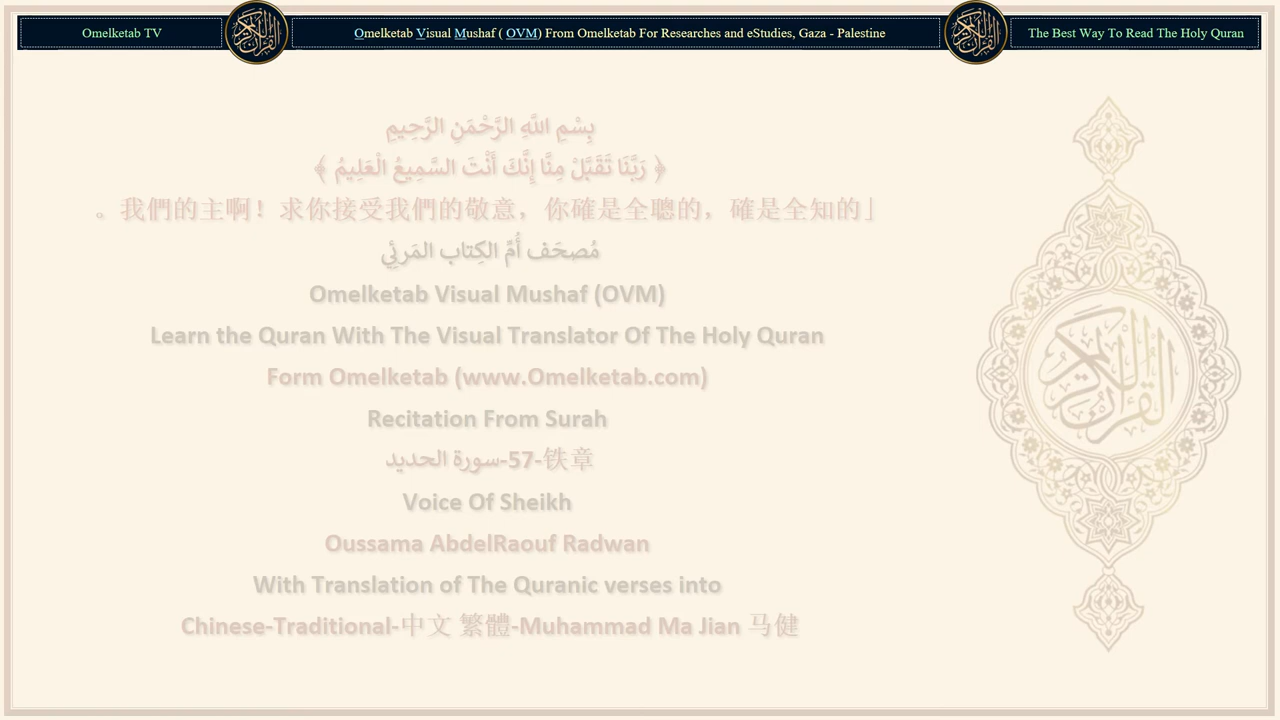 Omelketab TV
Omelketab Visual Mushaf ( OVM) From Omelketab For Researches and eStudies, Gaza - Palestine
The Best Way To Read The Holy Quran
بِسْمِ اللَّهِ الرَّحْمَنِ الرَّحِيمِ
﴿ رَبَّنَا تَقَبَّلْ مِنَّا إِنَّكَ أَنْتَ السَّمِيعُ الْعَلِيمُ ﴾
。我們的主啊！求你接受我們的敬意，你確是全聰的，確是全知的」
مُصحَف أُمِّ الكِتاب المَرئِي
Omelketab Visual Mushaf (OVM)
Learn the Quran With The Visual Translator Of The Holy Quran
Form Omelketab (www.Omelketab.com)
Recitation From Surah
سورة الحديد-57-铁章
Voice Of Sheikh
Oussama AbdelRaouf Radwan
With Translation of The Quranic verses into
Chinese-Traditional-中文 繁體-Muhammad Ma Jian 马健
القرآن الكريم